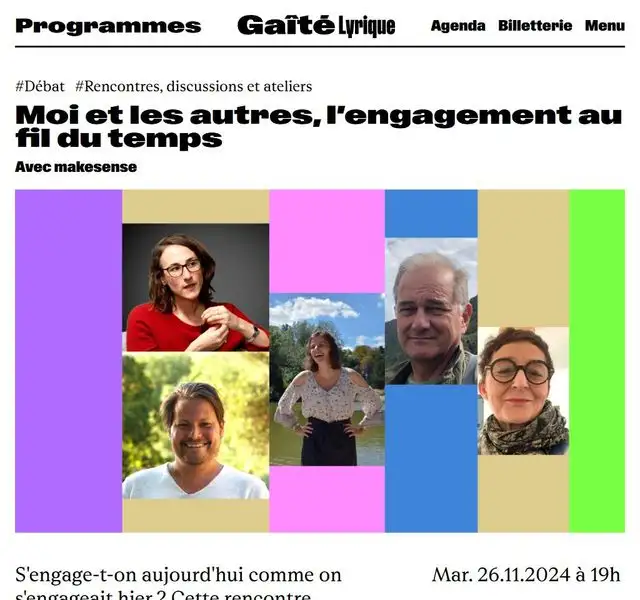 Programmes Gaîté Lyrique Agenda Billetterie Menu
#Débat #Rencontres, discussions et ateliers
Moi et les autres, l'engagement au
fil du temps
Avec makesense
S'engage-t-on aujourd'hui comme on
Mar. 26.11.2024 à 19h
s'engageait hier ? Cette rencontre